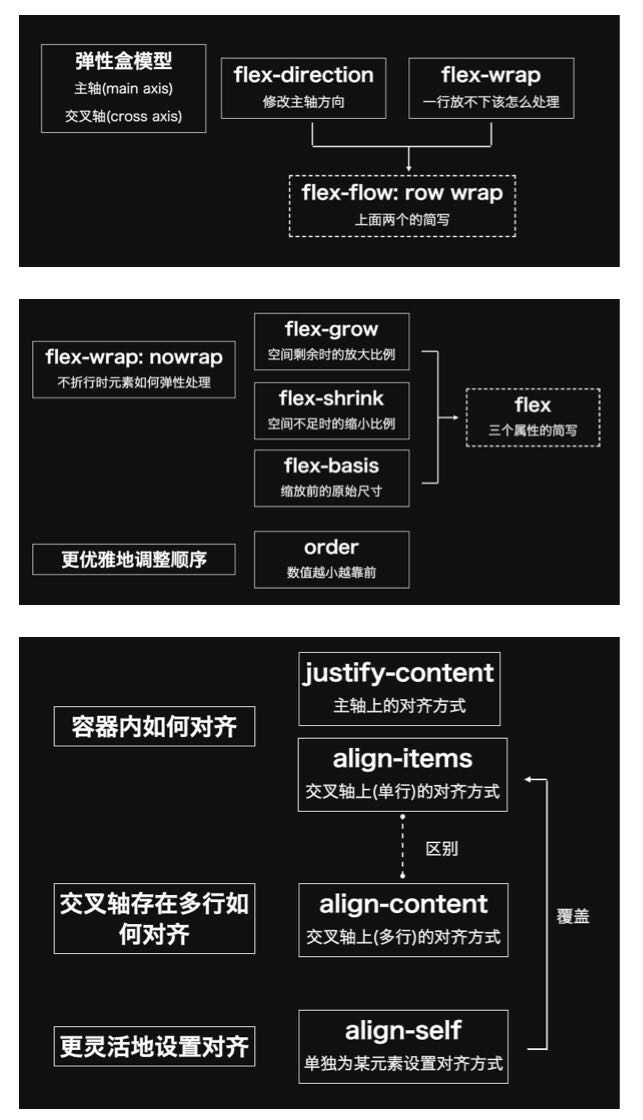 弹性盒模型
主轴(main axis)
交叉轴(cross axis)
flex-direction
修改主轴方向
flex-wrap
一行放不下该怎么处理
flex-flow: row wrap
上面两个的简写
flex-wrap: nowrap
不折行时元素如何弹性处理
flex-grow
空间剩余时的放大比例
flex-shrink
空间不足时的缩小比例
flex-basis
缩放前的原始尺寸
flex
三个属性的简写
更优雅地调整顺序
order
数值越小越靠前
容器内如何对齐
justify-content
主轴上的对齐方式
align-items
交叉轴上(单行)的对齐方式
区别
交叉轴存在多行如
何对齐
align-content
交叉轴上(多行)的对齐方式
覆盖
更灵活地设置对齐
align-self
单独为某元素设置对齐方式